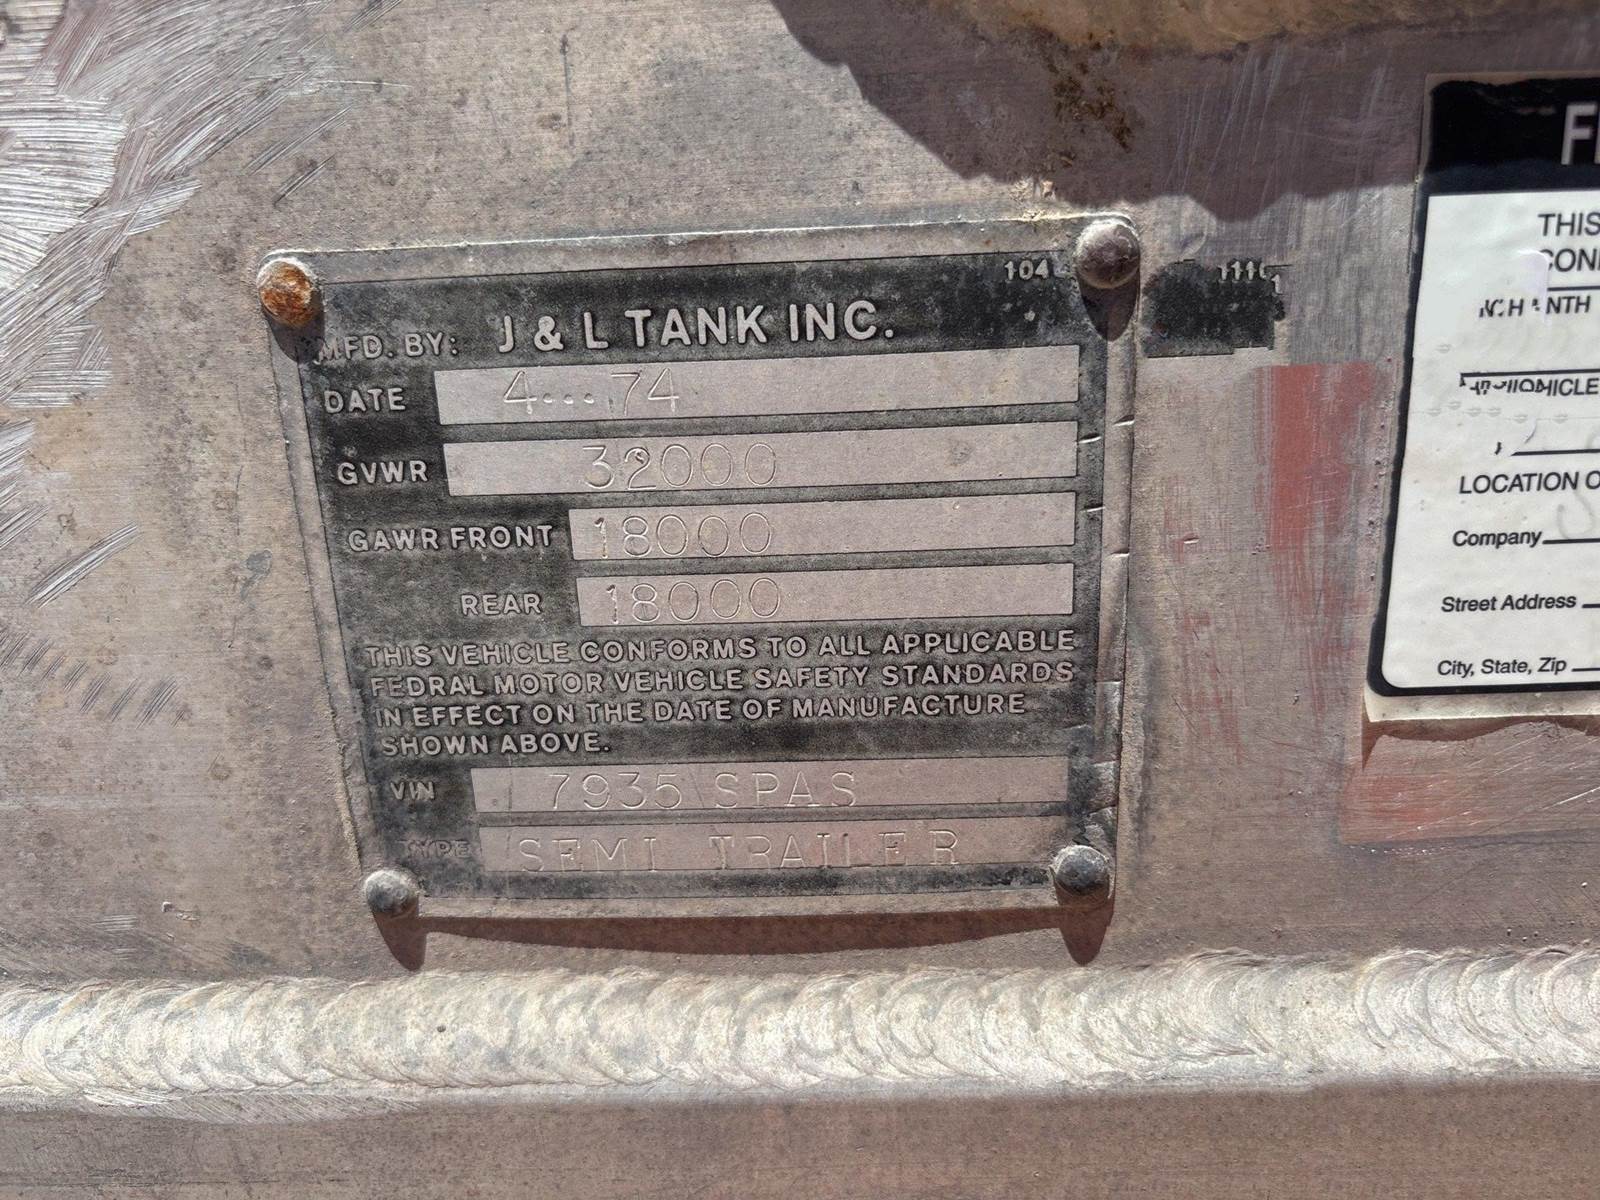 104
MFD. BY: J & L TANK INC.
DATE 4...74
GVWR 32000
GAWR FRONT 18000
REAR 18000
THIS VEHICLE CONFORMS TO ALL APPLICABLE
FEDRAL MOTOR VEHICLE SAFETY STANDARDS
IN EFFECT ON THE DATE OF MANUFACTURE
SHOWN ABOVE.
VIN 7935 SPAS
TYPE SEMI TRAILER
THIS
LOCATION
Company
Street Address
City, State, Zip